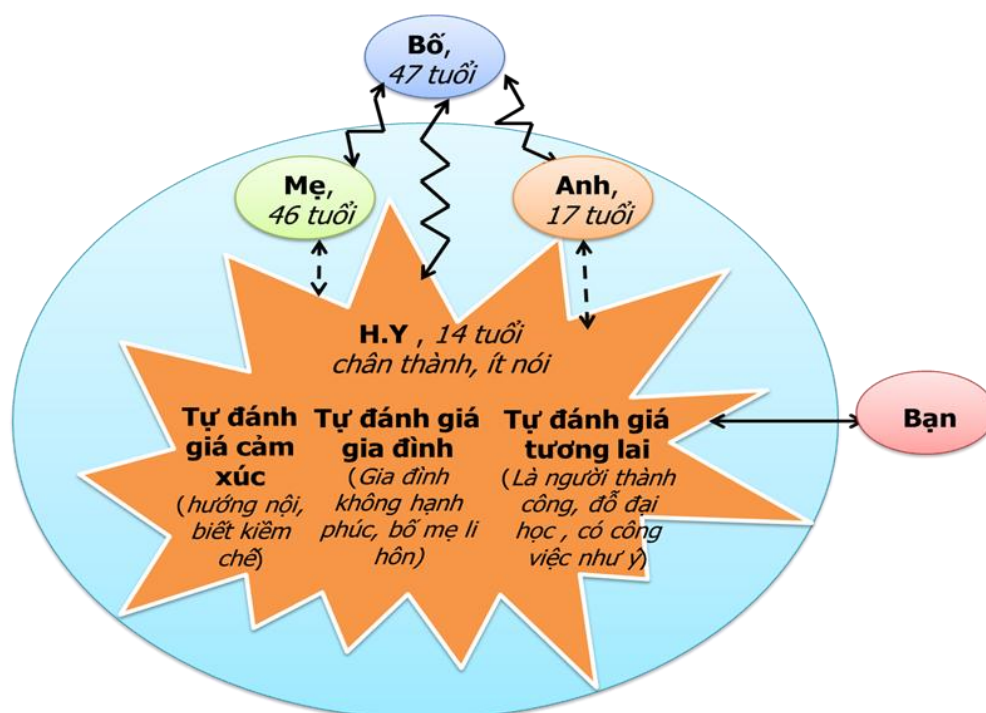 Bố,
47 tuổi
Mẹ,
46 tuổi
Anh,
17 tuổi
H.Y , 14 tuổi
chân thành, ít nói
Tự đánh
giá cảm
xúc
(hướng nội,
biết kiềm
chế)
Tự đánh giá
gia đình
(Gia đình
không hạnh
phúc, bố mẹ li
hôn)
Tự đánh giá
tương lai
(Là người thành
công, đỗ đại
học , có công
việc như ý)
Bạn